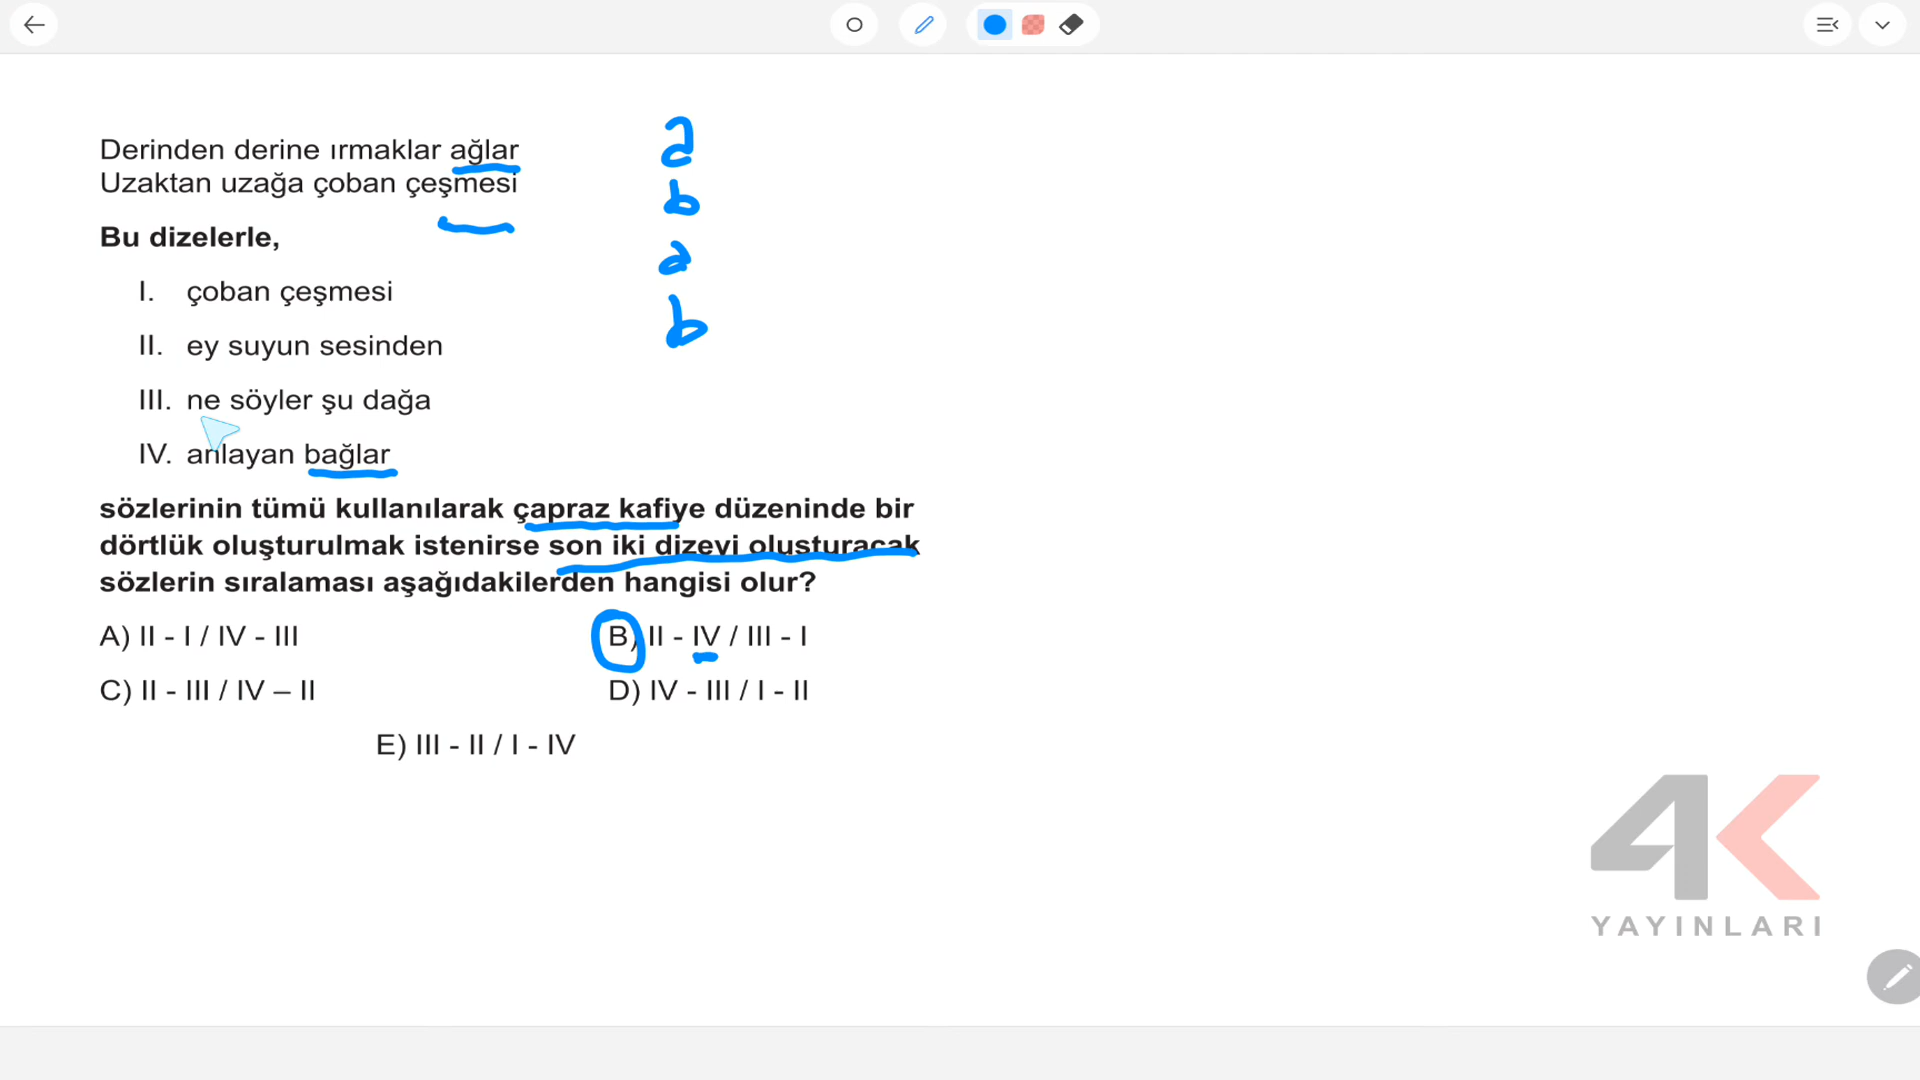 Derinden derine ırmaklar ağlar
Uzaktan uzağa çoban çeşmesi
a
b
a
b
Bu dizelerle,
I. çoban çeşmesi
II. ey suyun sesinden
III. ne söyler şu dağa
IV. anlayan bağlar
sözlerinin tümü kullanılarak çapraz kafiye düzeninde bir
dörtlük oluşturulmak istenirse son iki dizeyi oluşturacak
sözlerin sıralaması aşağıdakilerden hangisi olur?
A) II - I / IV - III
B) II - IV / III - I
C) II - III / IV – II
D) IV - III / I - II
E) III - II / I - IV
4K
YAYINLARI